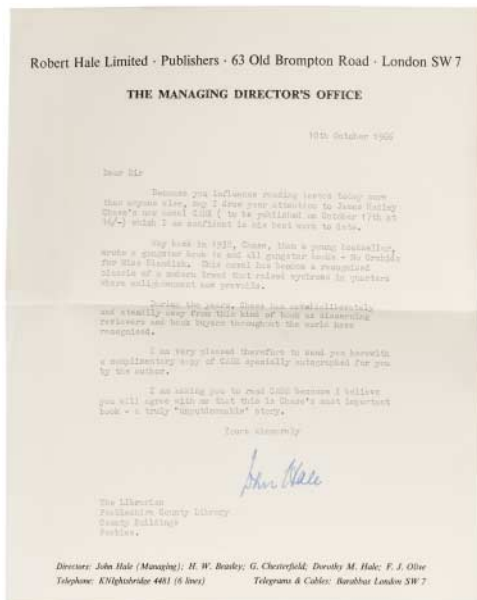 Robert Hale Limited · Publishers · 63 Old Brompton Road · London SW 7
THE MANAGING DIRECTOR'S OFFICE
10th October 1966
Dear Sir
Because you influence reading tastes today more
than anyone else, may I draw your attention to James Hadley
Chase's new novel CADE ( to be published on October 17th at
which I am confident is his best work to date.
Way back in 1938, Chase, then a young bookseller,
wrote a gangster book to end all gangster books - No Orchids
for Miss Blandish. This novel has become a recognised
classic of a modern trend that raised eyebrows in quarters
where enlightenment now prevails.
During the years, Chase has deliberately
and steadily away from this kind of book as discerning
reviewers and book buyers throughout the world have
recognised.
I am very pleased therefore to send you herewith
a complimentary copy of CADE specially autographed for you
by the author.
I am asking you to read CADE because I believe
you will agree with me that this is Chase's most important
book - a truly "unputdownable" story.
Yours sincerely
John Hale
The Librarian
Peeblesshire County Library
County Buildings
Peebles.
Directors: John Hale (Managing); H. W. Beasley; G. Chesterfield; Dorothy M. Hale; F. J. Olive
Telephone: KNIghtsbridge 4481 (6 lines) Telegrams & Cables: Barabbas London SW 7